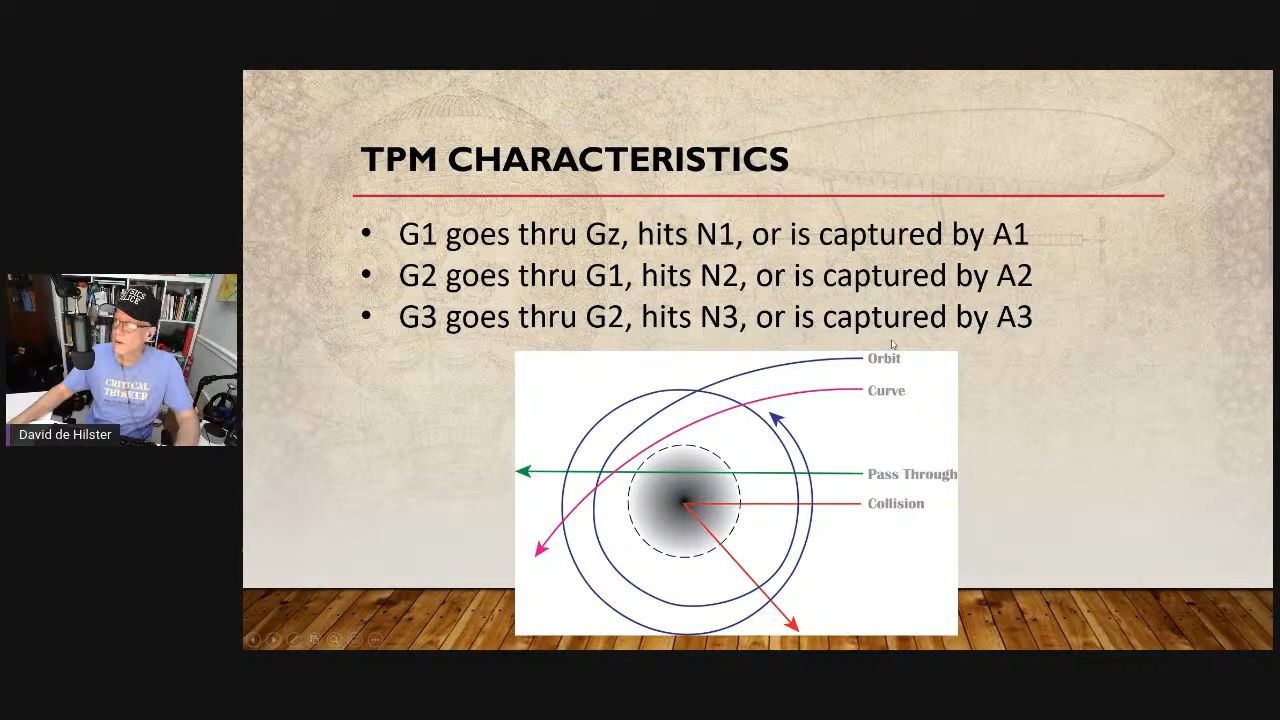 TPM CHARACTERISTICS
• G1 goes thru Gz, hits N1, or is captured by A1
• G2 goes thru G1, hits N2, or is captured by A2
• G3 goes thru G2, hits N3, or is captured by A3
Orbit
Curve
Pass Through
Collision
CRITICAL
THINKER
David de Hilster